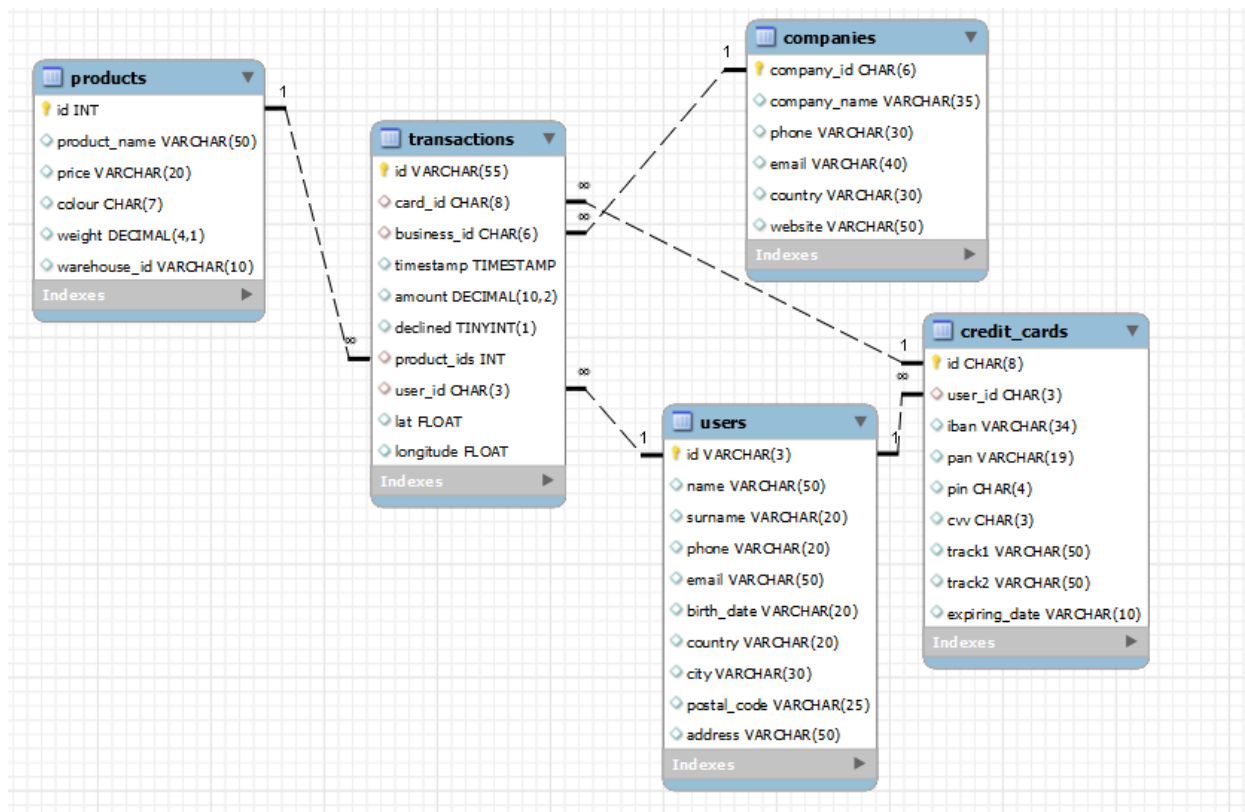 products
id INT
product_name VARCHAR(50)
price VARCHAR(20)
colour CHAR(7)
weight DECIMAL(4,1)
warehouse_id VARCHAR(10)
Indexes
1
∞
transactions
id VARCHAR(55)
card_id CHAR(8)
business_id CHAR(6)
timestamp TIMESTAMP
amount DECIMAL(10,2)
declined TINYINT(1)
product_ids INT
user_id CHAR(3)
lat FLOAT
longitude FLOAT
Indexes
∞
∞
∞
1
companies
company_id CHAR(6)
company_name VARCHAR(35)
phone VARCHAR(30)
email VARCHAR(40)
country VARCHAR(30)
website VARCHAR(50)
Indexes
1
users
id VARCHAR(3)
name VARCHAR(50)
surname VARCHAR(20)
phone VARCHAR(20)
email VARCHAR(50)
birth_date VARCHAR(20)
country VARCHAR(20)
city VARCHAR(30)
postal_code VARCHAR(25)
address VARCHAR(50)
Indexes
1
1
∞
credit_cards
id CHAR(8)
user_id CHAR(3)
iban VARCHAR(34)
pan VARCHAR(19)
pin CHAR(4)
cvv CHAR(3)
track1 VARCHAR(50)
track2 VARCHAR(50)
expiring_date VARCHAR(10)
Indexes